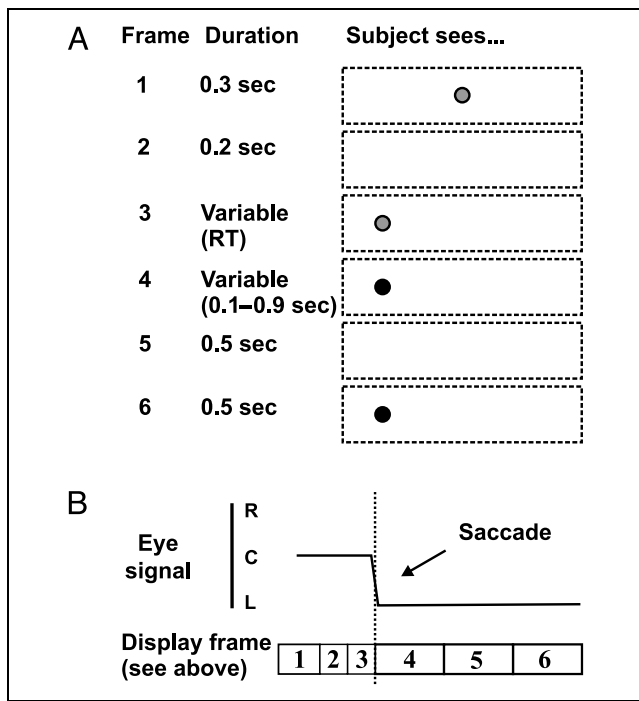 A
Frame Duration Subject sees...
1 0.3 sec
2 0.2 sec
3 Variable
(RT)
4 Variable
(0.1–0.9 sec)
5 0.5 sec
6 0.5 sec
B
R
Eye
signal
C
L
Saccade
Display frame
(see above)
1 2 3 4 5 6